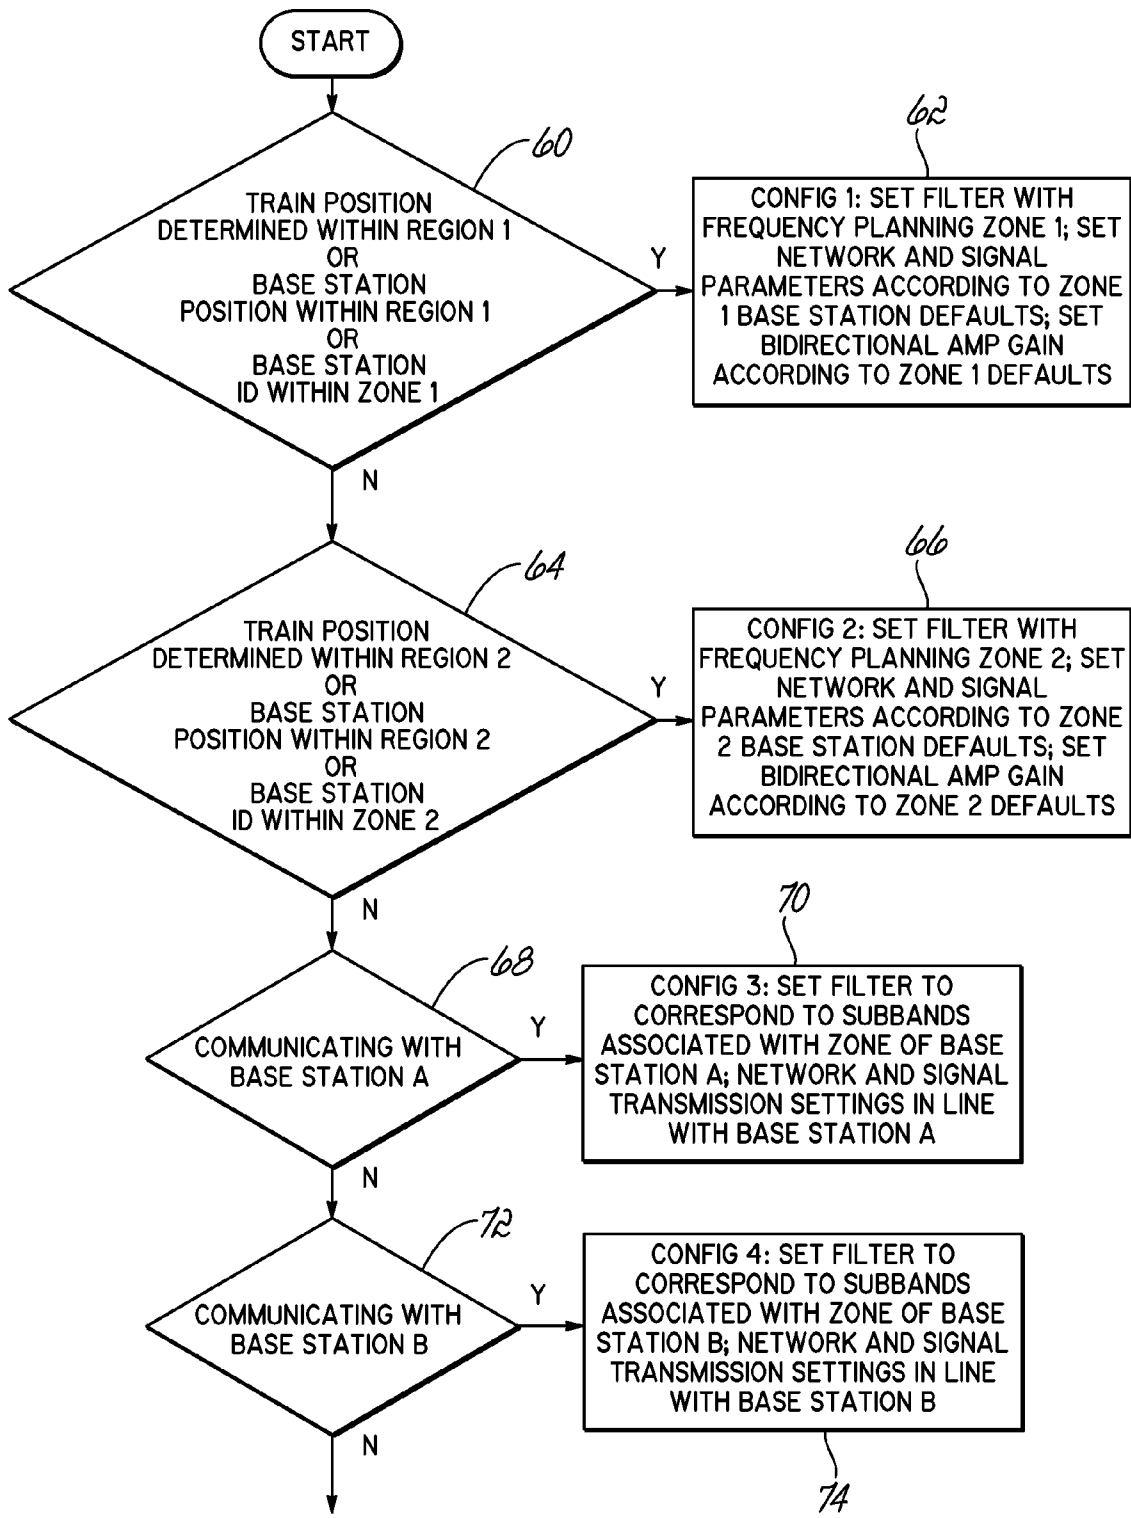 START
60
TRAIN POSITION
DETERMINED WITHIN REGION 1
OR
BASE STATION
POSITION WITHIN REGION 1
OR
BASE STATION
ID WITHIN ZONE 1
Y
N
62
CONFIG 1: SET FILTER WITH
FREQUENCY PLANNING ZONE 1; SET
NETWORK AND SIGNAL
PARAMETERS ACCORDING TO ZONE
1 BASE STATION DEFAULTS; SET
BIDIRECTIONAL AMP GAIN
ACCORDING TO ZONE 1 DEFAULTS
64
TRAIN POSITION
DETERMINED WITHIN REGION 2
OR
BASE STATION
POSITION WITHIN REGION 2
OR
BASE STATION
ID WITHIN ZONE 2
Y
N
66
CONFIG 2: SET FILTER WITH
FREQUENCY PLANNING ZONE 2; SET
NETWORK AND SIGNAL
PARAMETERS ACCORDING TO ZONE
2 BASE STATION DEFAULTS; SET
BIDIRECTIONAL AMP GAIN
ACCORDING TO ZONE 2 DEFAULTS
68
COMMUNICATING WITH
BASE STATION A
Y
N
70
CONFIG 3: SET FILTER TO
CORRESPOND TO SUBBANDS
ASSOCIATED WITH ZONE OF BASE
STATION A; NETWORK AND SIGNAL
TRANSMISSION SETTINGS IN LINE
WITH BASE STATION A
72
COMMUNICATING WITH
BASE STATION B
Y
N
CONFIG 4: SET FILTER TO
CORRESPOND TO SUBBANDS
ASSOCIATED WITH ZONE OF BASE
STATION B; NETWORK AND SIGNAL
TRANSMISSION SETTINGS IN LINE
WITH BASE STATION B
74